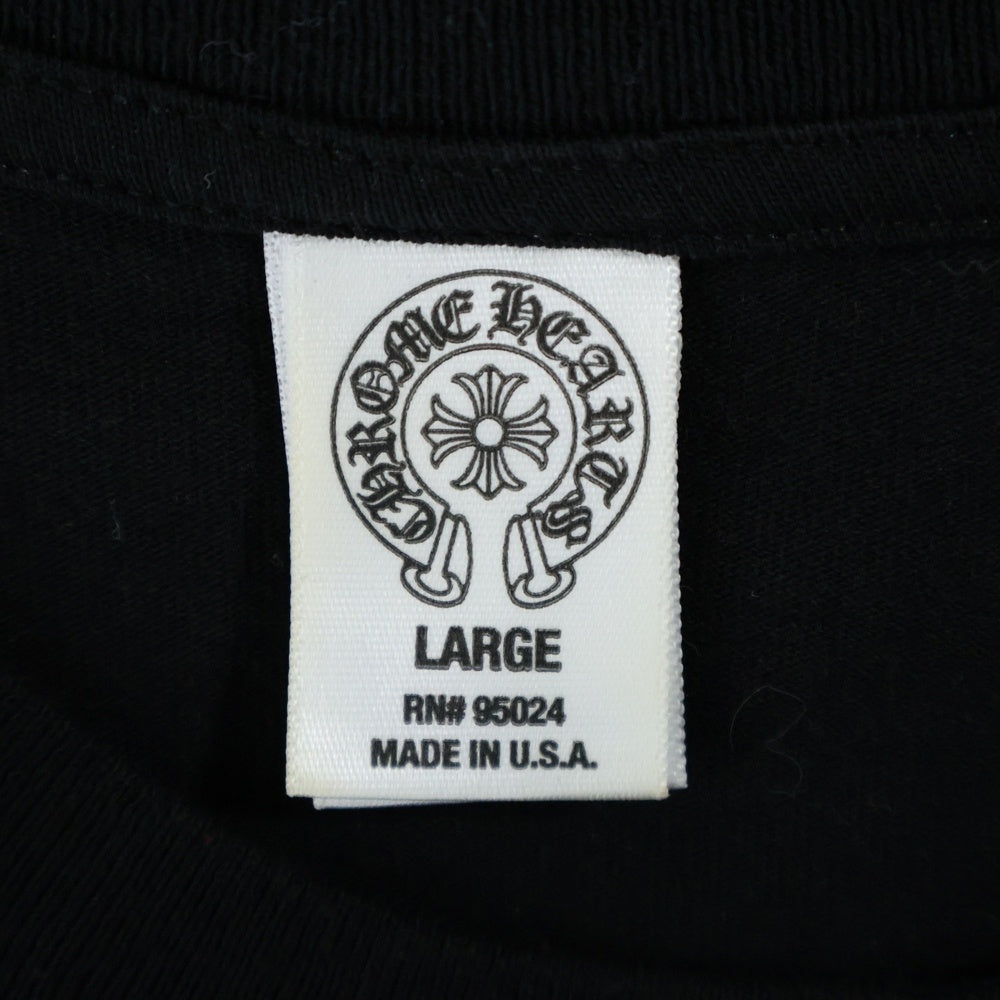 CHROME HEARTS
LARGE
RN# 95024
MADE IN U.S.A.